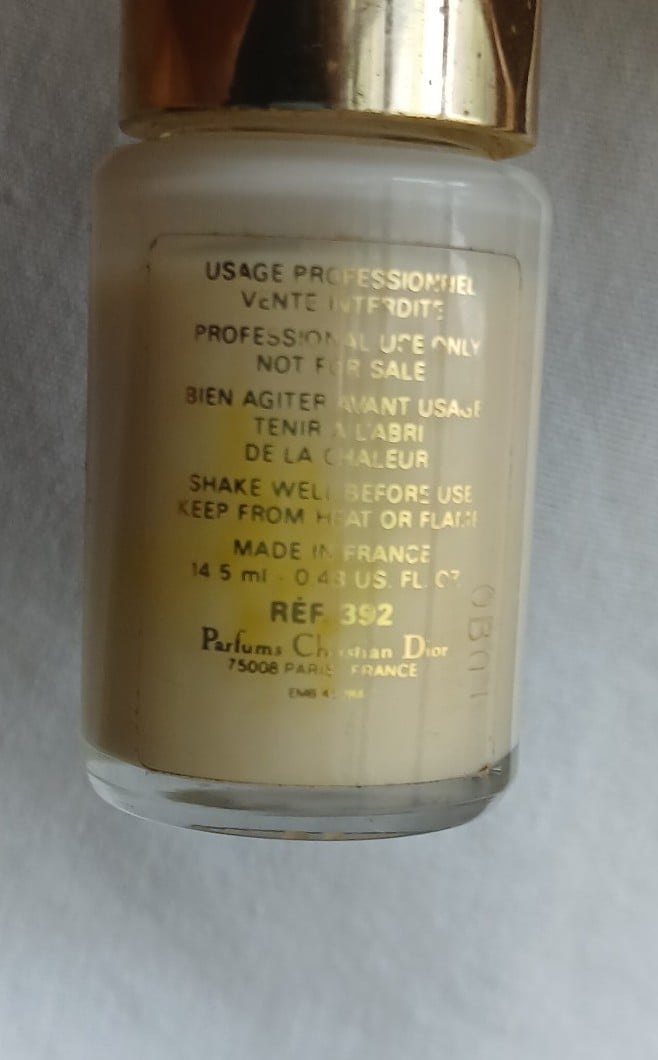 USAGE PROFESSIONNEL
VENTE INTERDITE
PROFESSIONAL USE ONLY
NOT FOR SALE
BIEN AGITER AVANT USAGE
TENIR A L'ABRI
DE LA CHALEUR
SHAKE WELL BEFORE USE
KEEP FROM HEAT OR FLAME
MADE IN FRANCE
14.5 ml - 0.48 US. FL. OZ.
RÉF. 392
Parfums Christian Dior
75008 PARIS FRANCE
EMB